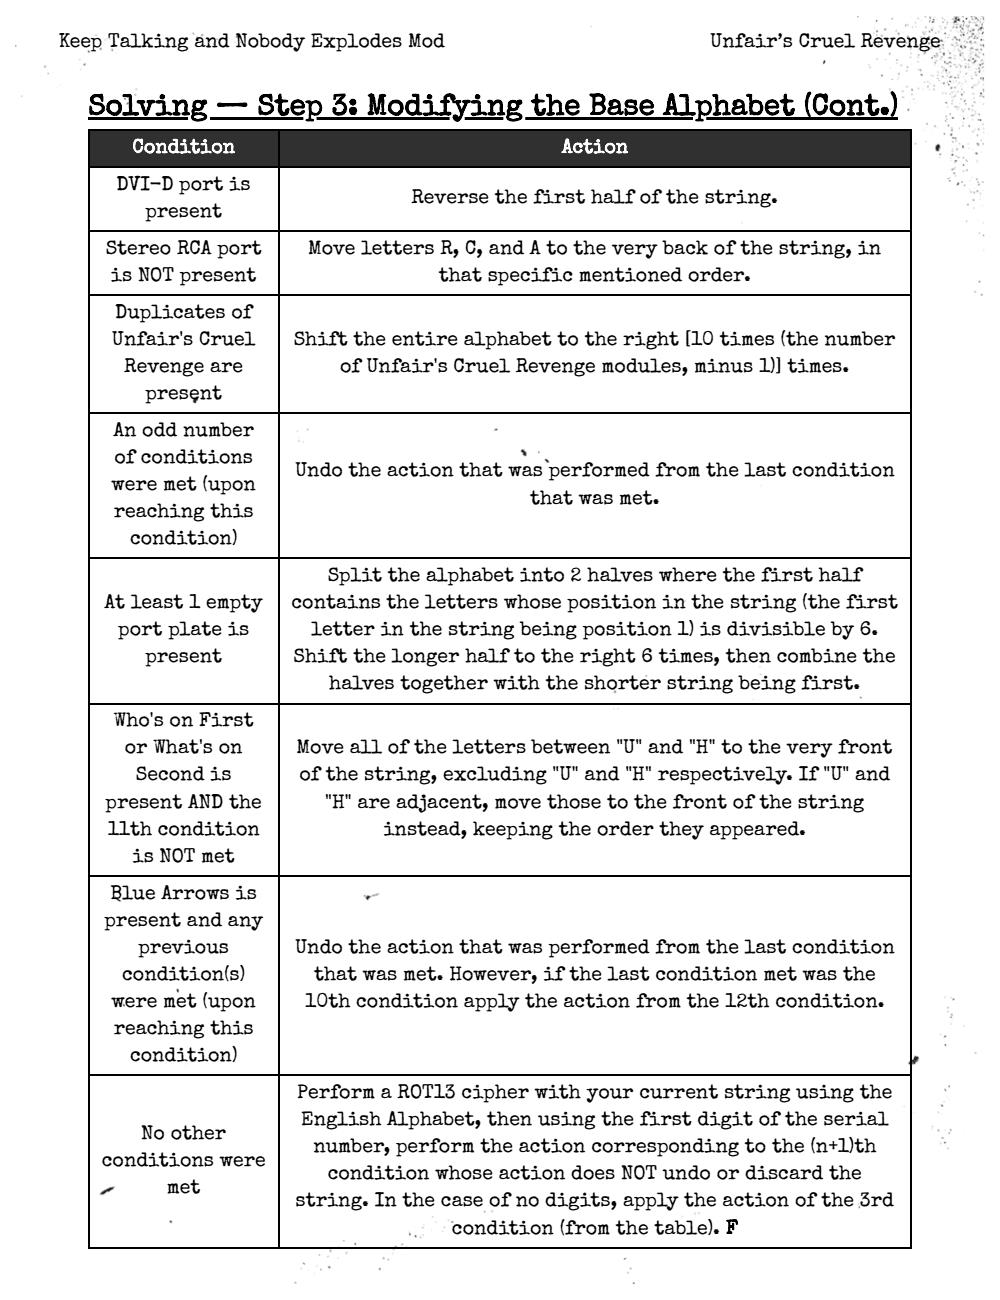 Keep Talking and Nobody Explodes Mod
Unfair's Cruel Revenge
Solving — Step 3: Modifying the Base Alphabet (Cont.)
Condition
Action
DVI-D port is
present
Reverse the first half of the string.
Stereo RCA port
is NOT present
Move letters R, C, and A to the very back of the string, in
that specific mentioned order.
Duplicates of
Unfair's Cruel
Revenge are
present
Shift the entire alphabet to the right [10 times (the number
of Unfair's Cruel Revenge modules, minus 1)] times.
An odd number
of conditions
were met (upon
reaching this
condition)
Undo the action that was performed from the last condition
that was met.
At least 1 empty
port plate is
present
Split the alphabet into 2 halves where the first half
contains the letters whose position in the string (the first
letter in the string being position 1) is divisible by 6.
Shift the longer half to the right 6 times, then combine the
halves together with the shorter string being first.
Who's on First
or What's on
Second is
present AND the
11th condition
is NOT met
Move all of the letters between "U" and "H" to the very front
of the string, excluding "U" and "H" respectively. If "U" and
"H" are adjacent, move those to the front of the string
instead, keeping the order they appeared.
Blue Arrows is
present and any
previous
condition(s)
were met (upon
reaching this
condition)
Undo the action that was performed from the last condition
that was met. However, if the last condition met was the
10th condition apply the action from the 12th condition.
No other
conditions were
met
Perform a ROT13 cipher with your current string using the
English Alphabet, then using the first digit of the serial
number, perform the action corresponding to the (n+1)th
condition whose action does NOT undo or discard the
string. In the case of no digits, apply the action of the 3rd
condition (from the table). F